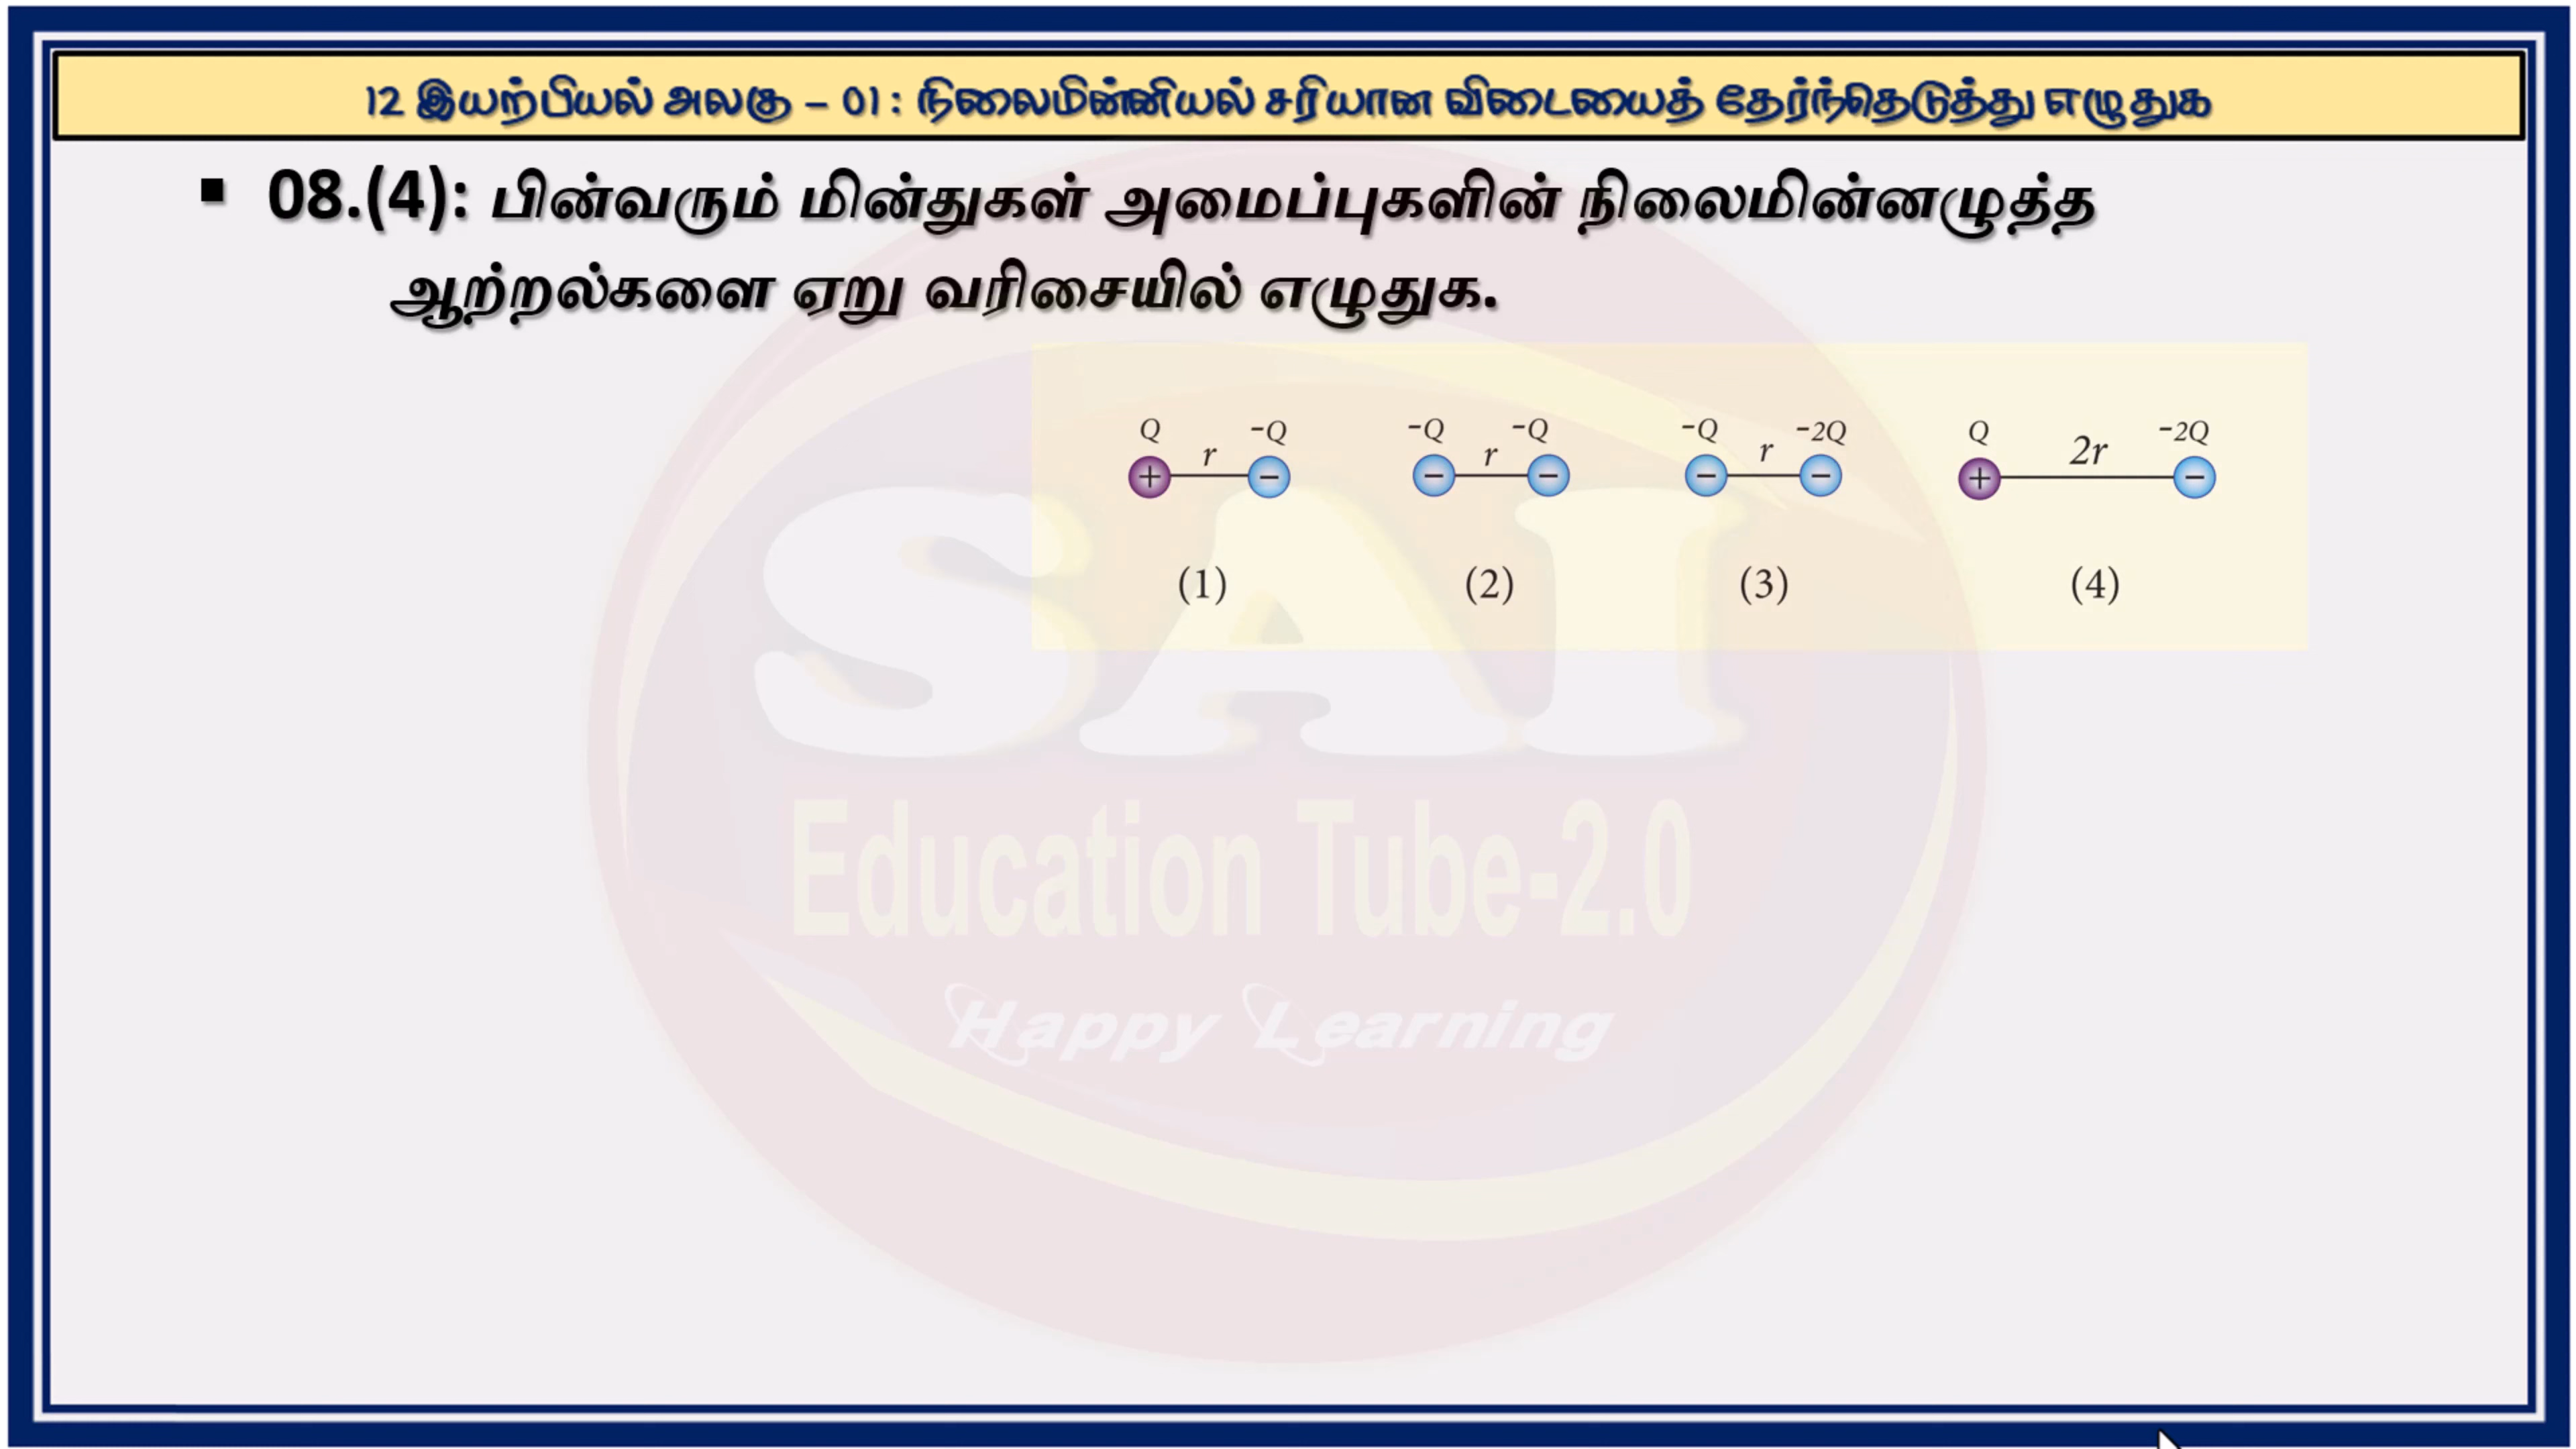 12 இயற்பியல் அலகு – 01 : நிலைமின்னியல் சரியான விடையைத் தேர்ந்தெடுத்து எழுதுக
▪ 08.(4): பின்வரும் மின்துகள் அமைப்புகளின் நிலைமின்னழுத்த
ஆற்றல்களை ஏறு வரிசையில் எழுதுக.
Q r -Q -Q r -Q -Q r -2Q Q 2r -2Q
+ - - - - - + -
(1) (2) (3) (4)
SAI
Education Tube-2.0
Happy Learning